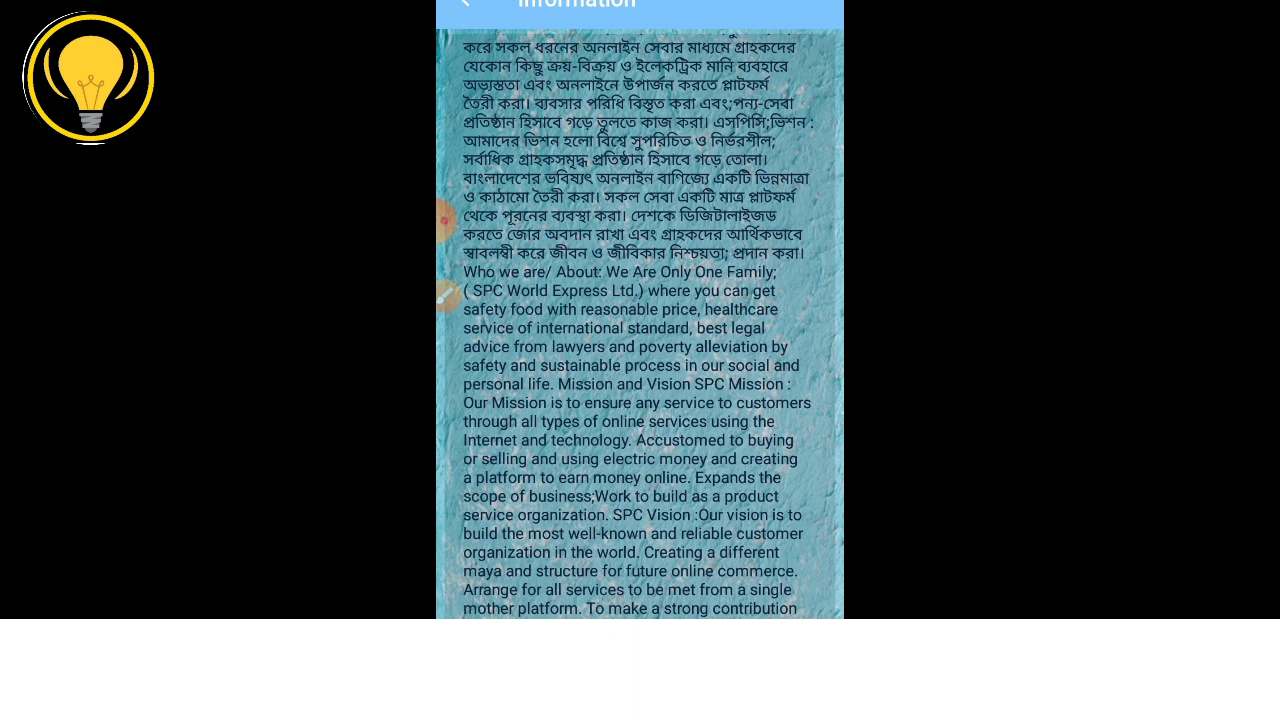 Information
করে সকল ধরনের অনলাইন সেবার মাধ্যমে গ্রাহকদের
যেকোন কিছু ক্রয়-বিক্রয় ও ইলেকট্রিক মানি ব্যবহারে
অভ্যস্ততা এবং অনলাইনে উপার্জন করতে প্লাটফর্ম
তৈরী করা। ব্যবসার পরিধি বিস্তৃত করা এবং;পন্য-সেবা
প্রতিষ্ঠান হিসাবে গড়ে তুলতে কাজ করা। এসপিসি;ভিশন :
আমাদের ভিশন হলো বিশ্বে সুপরিচিত ও নির্ভরশীল;
সর্বাধিক গ্রাহকসমৃদ্ধ প্রতিষ্ঠান হিসাবে গড়ে তোলা।
বাংলাদেশের ভবিষ্যৎ অনলাইন বাণিজ্যে একটি ভিন্নমাত্রা
ও কাঠামো তৈরী করা। সকল সেবা একটি মাত্র প্লাটফর্ম
থেকে পূরনের ব্যবস্থা করা। দেশকে ডিজিটালাইজড
করতে জোর অবদান রাখা এবং গ্রাহকদের আর্থিকভাবে
স্বাবলম্বী করে জীবন ও জীবিকার নিশ্চয়তা; প্রদান করা।
Who we are/ About: We Are Only One Family;
( SPC World Express Ltd.) where you can get
safety food with reasonable price, healthcare
service of international standard, best legal
advice from lawyers and poverty alleviation by
safety and sustainable process in our social and
personal life. Mission and Vision SPC Mission :
Our Mission is to ensure any service to customers
through all types of online services using the
Internet and technology. Accustomed to buying
or selling and using electric money and creating
a platform to earn money online. Expands the
scope of business;Work to build as a product
service organization. SPC Vision :Our vision is to
build the most well-known and reliable customer
organization in the world. Creating a different
maya and structure for future online commerce.
Arrange for all services to be met from a single
mother platform. To make a strong contribution